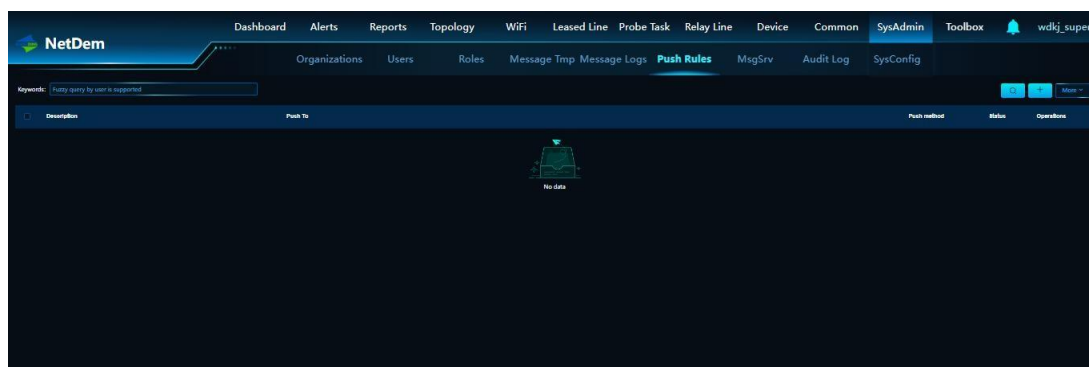 NetDem
Dashboard Alerts Reports Topology WiFi Leased Line Probe Task Relay Line Device Common SysAdmin Toolbox wdkj_super
Organizations Users Roles Message Tmp Message Logs Push Rules MsgSrv Audit Log SysConfig
Keywords: Fuzzy query by user is supported
+ More
Description Push To Push method Status Operations
No data